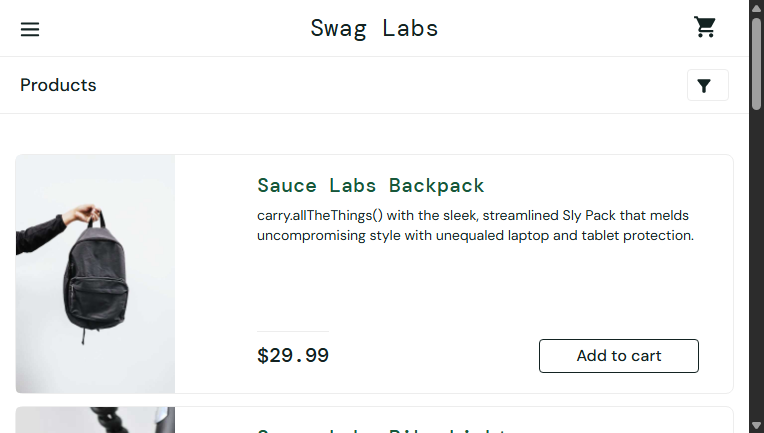 Swag Labs
Products
Sauce Labs Backpack
carry.allTheThings() with the sleek, streamlined Sly Pack that melds
uncompromising style with unequaled laptop and tablet protection.
$29.99
Add to cart